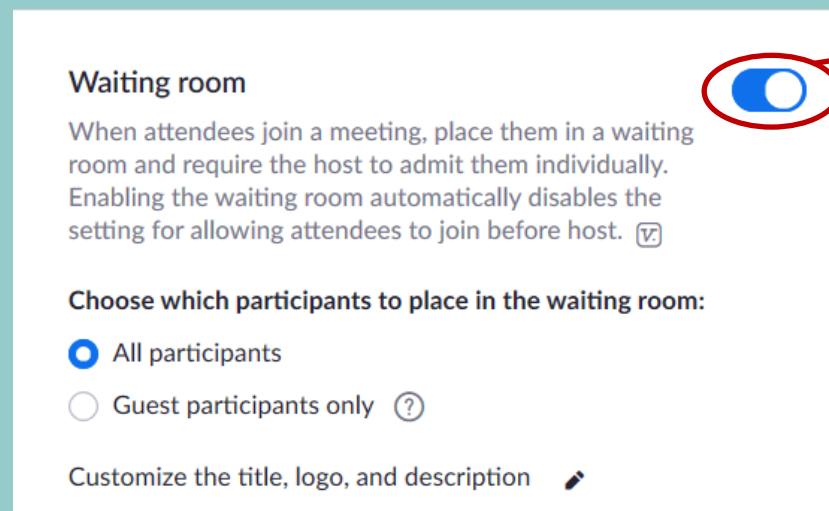 Waiting room
When attendees join a meeting, place them in a waiting
room and require the host to admit them individually.
Enabling the waiting room automatically disables the
setting for allowing attendees to join before host. V.
Choose which participants to place in the waiting room:
All participants
Guest participants only ?
Customize the title, logo, and description